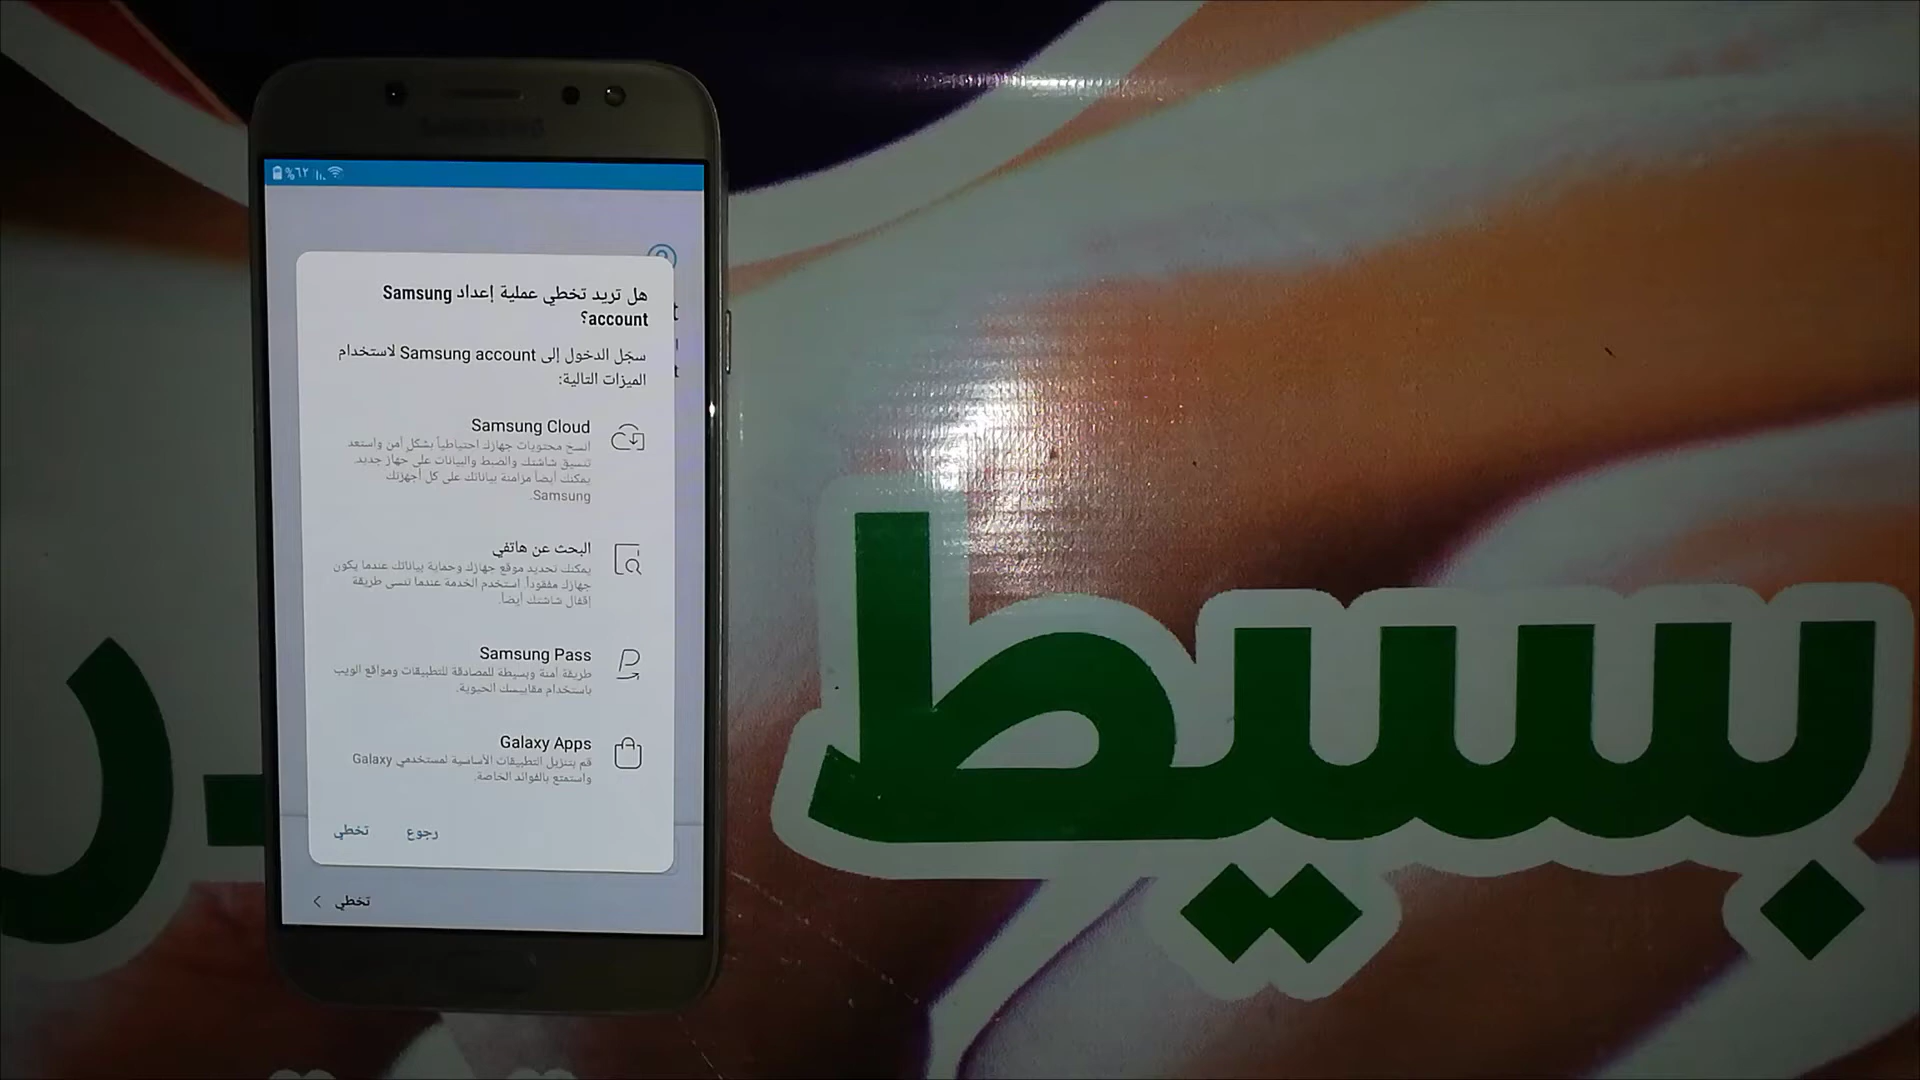 SAMSUNG
%٦٢
هل تريد تخطي عملية إعداد Samsung
account؟
سجّل الدخول إلى Samsung account لاستخدام
الميزات التالية:
Samsung Cloud
انسخ محتويات جهازك احتياطياً بشكل آمن واستعد
تنسيق شاشتك والضبط والبيانات على جهاز جديد.
يمكنك أيضاً مزامنة بياناتك على كل أجهزتك
Samsung.
البحث عن هاتفي
يمكنك تحديد موقع جهازك وحماية بياناتك عندما يكون
جهازك مفقوداً. استخدم الخدمة عندما تنسى طريقة
إقفال شاشتك أيضاً.
Samsung Pass
طريقة آمنة وبسيطة للمصادقة للتطبيقات ومواقع الويب
باستخدام مقاييسك الحيوية.
Galaxy Apps
قم بتنزيل التطبيقات الأساسية لمستخدمي Galaxy
واستمتع بالفوائد الخاصة.
رجوع تخطي
تخطي
بسيط